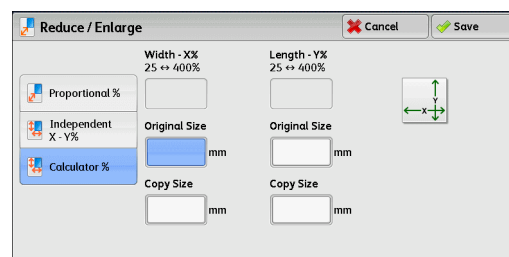 Reduce / Enlarge
Cancel
Save
Width - X%
25 ↔ 400%
Length - Y%
25 ↔ 400%
Proportional %
Independent
X - Y%
Calculator %
Original Size
mm
Original Size
mm
Copy Size
mm
Copy Size
mm
Y
X